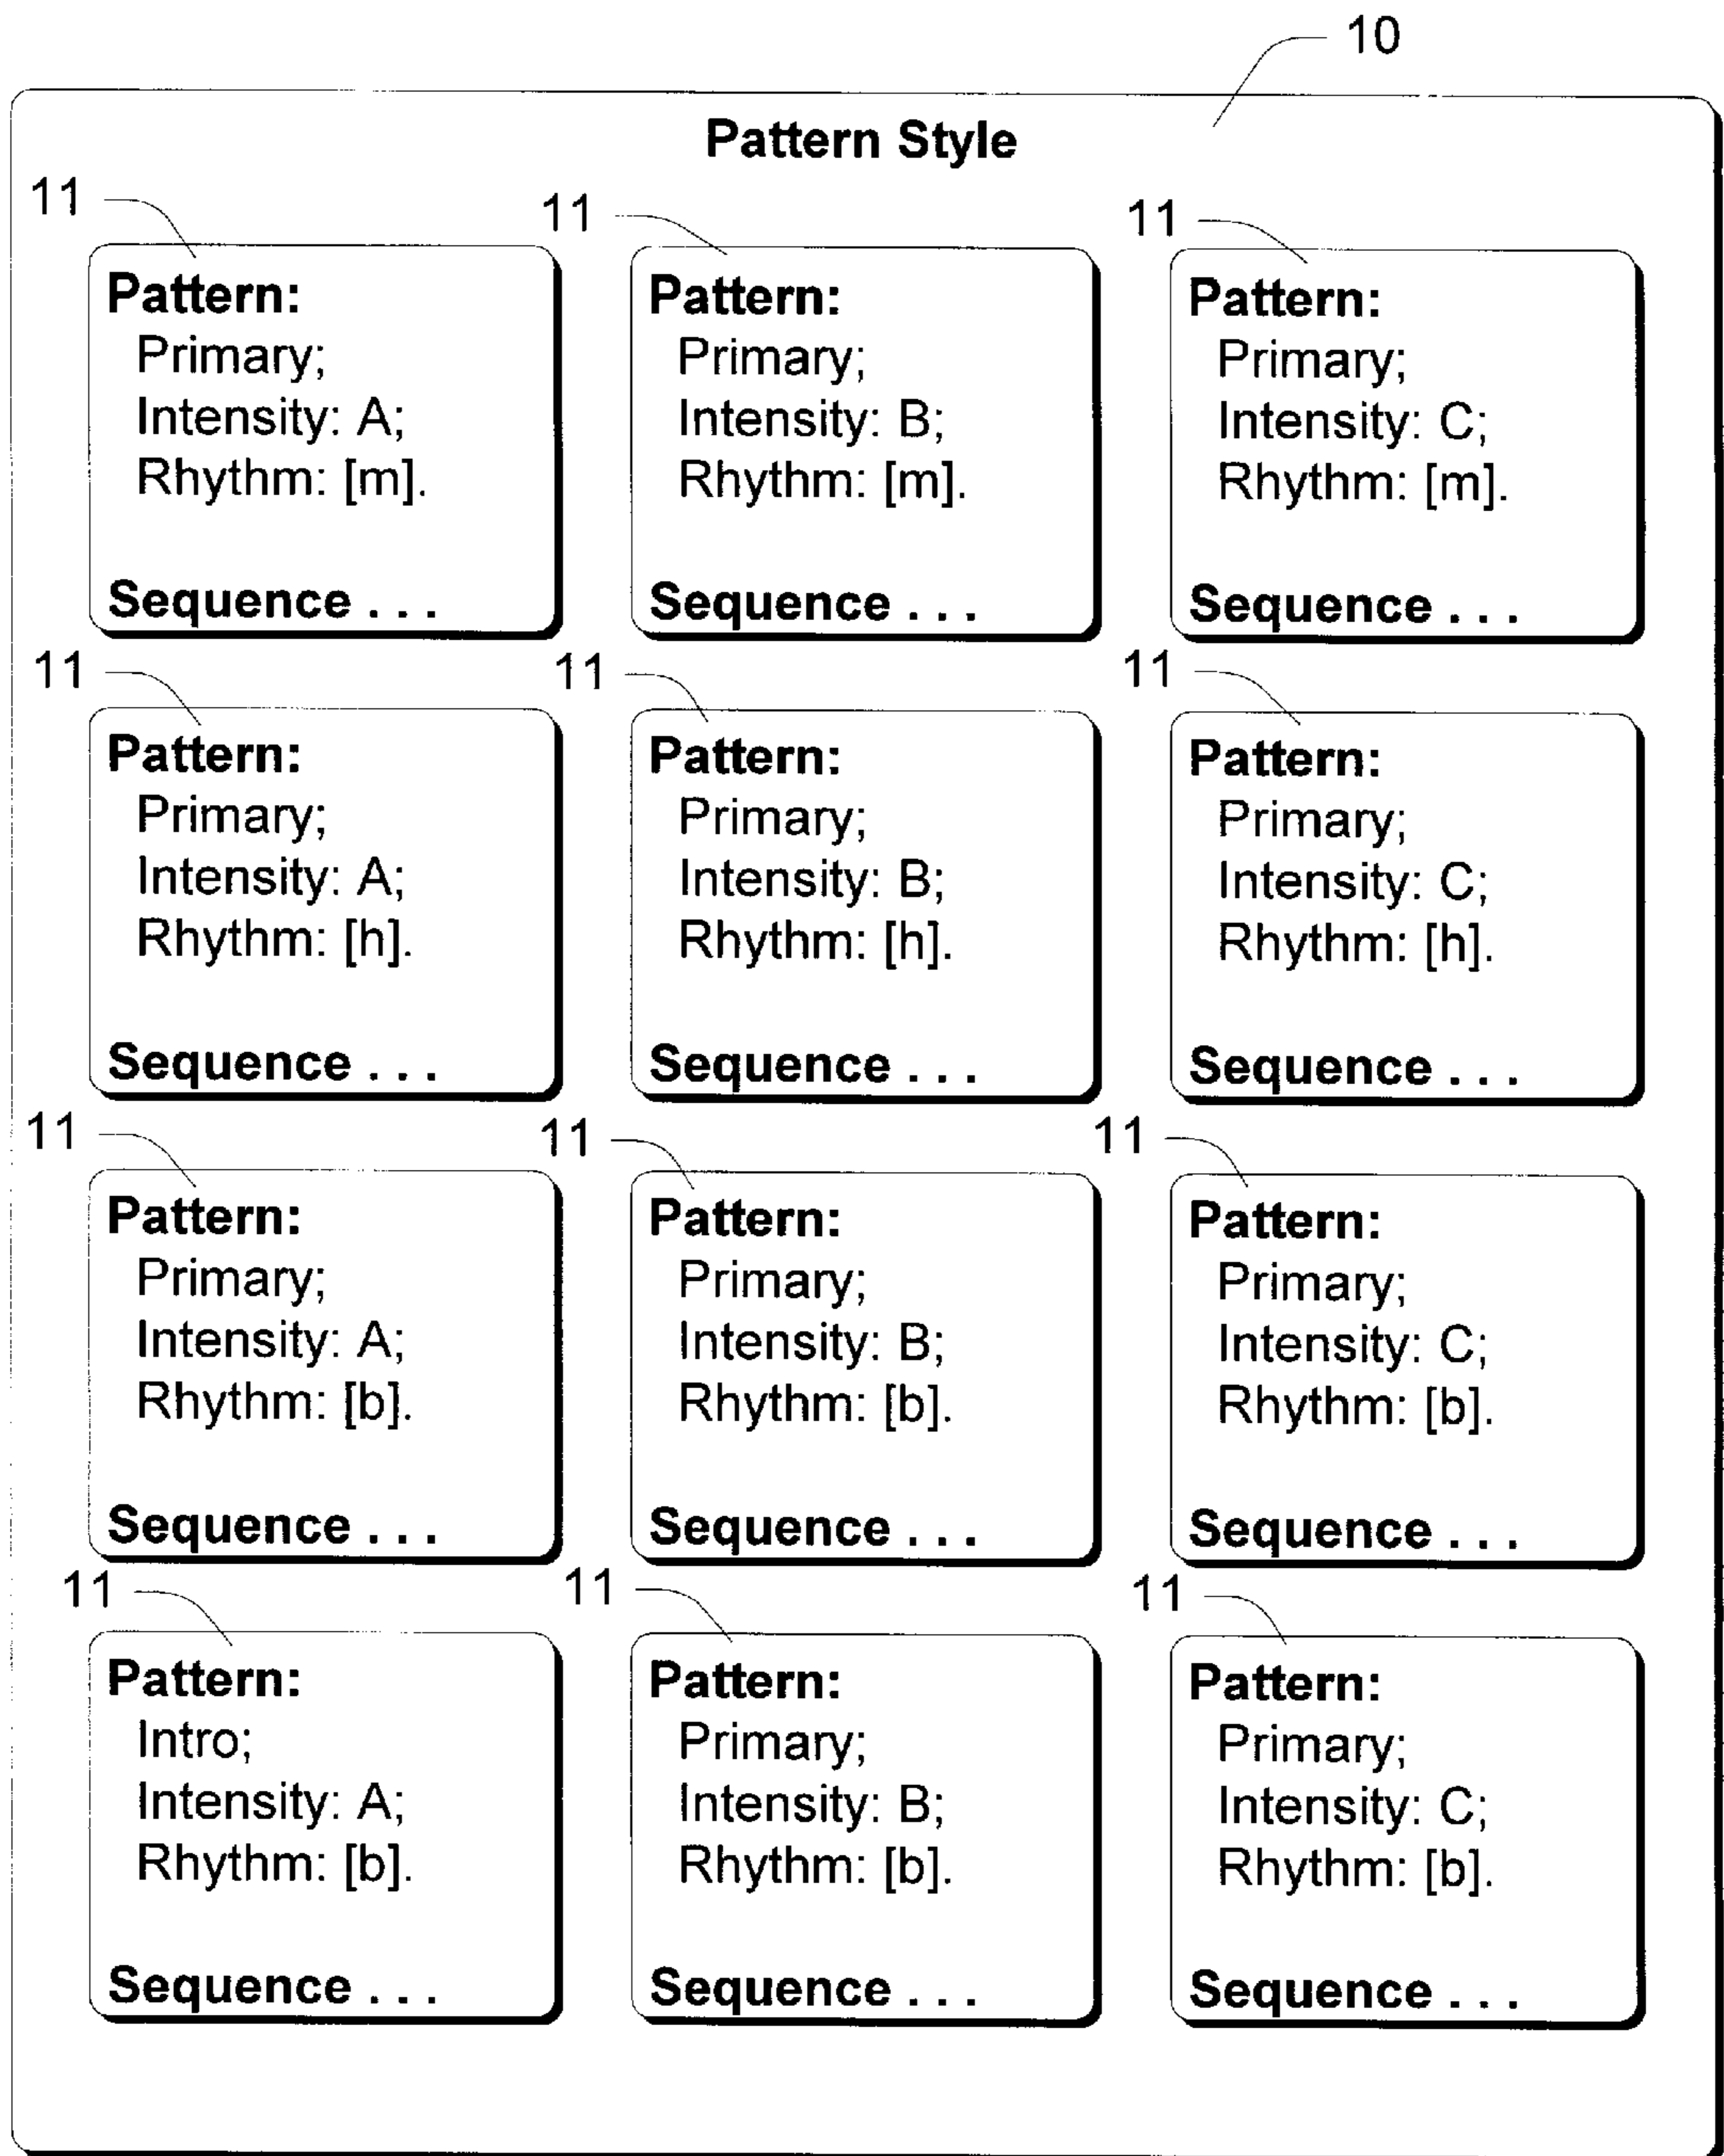 10
Pattern Style
11
Pattern:
Primary;
Intensity: A;
Rhythm: [m].
Sequence . . .
11
Pattern:
Primary;
Intensity: B;
Rhythm: [m].
Sequence . . .
11
Pattern:
Primary;
Intensity: C;
Rhythm: [m].
Sequence . . .
11
Pattern:
Primary;
Intensity: A;
Rhythm: [h].
Sequence . . .
11
Pattern:
Primary;
Intensity: B;
Rhythm: [h].
Sequence . . .
11
Pattern:
Primary;
Intensity: C;
Rhythm: [h].
Sequence . . .
11
Pattern:
Primary;
Intensity: A;
Rhythm: [b].
Sequence . . .
11
Pattern:
Primary;
Intensity: B;
Rhythm: [b].
Sequence . . .
11
Pattern:
Primary;
Intensity: C;
Rhythm: [b].
Sequence . . .
11
Pattern:
Intro;
Intensity: A;
Rhythm: [b].
Sequence . . .
11
Pattern:
Primary;
Intensity: B;
Rhythm: [b].
Sequence . . .
11
Pattern:
Primary;
Intensity: C;
Rhythm: [b].
Sequence . . .